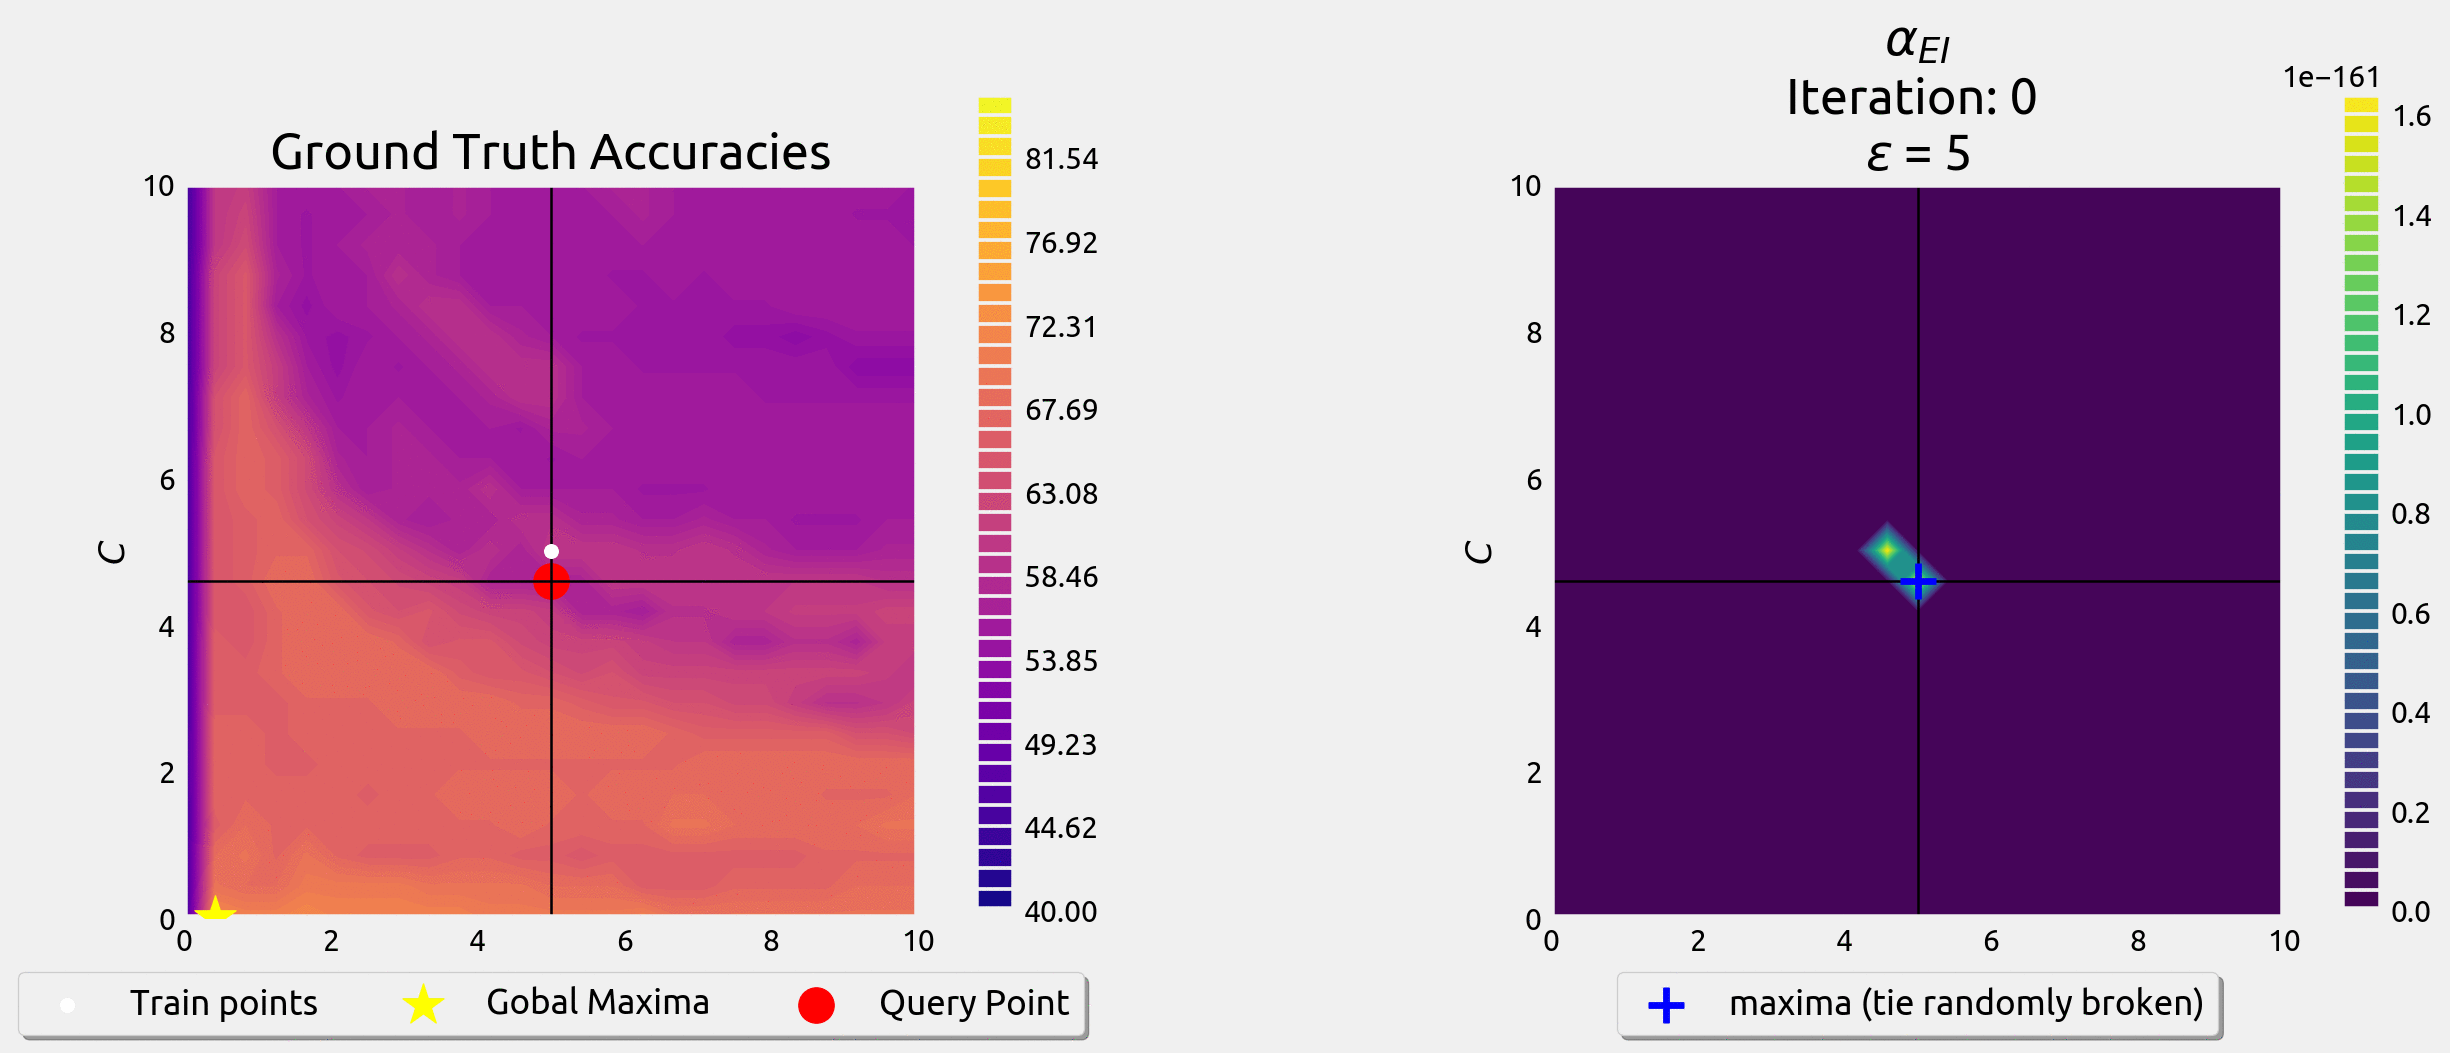 Ground Truth Accuracies
10
8
6
4
2
0
C
0 2 4 6 8 10
81.54
76.92
72.31
67.69
63.08
58.46
53.85
49.23
44.62
40.00
Train points Gobal Maxima Query Point
α_EI
Iteration: 0
ε = 5
10
8
6
4
2
0
C
0 2 4 6 8 10
1e−161
1.6
1.4
1.2
1.0
0.8
0.6
0.4
0.2
0.0
maxima (tie randomly broken)